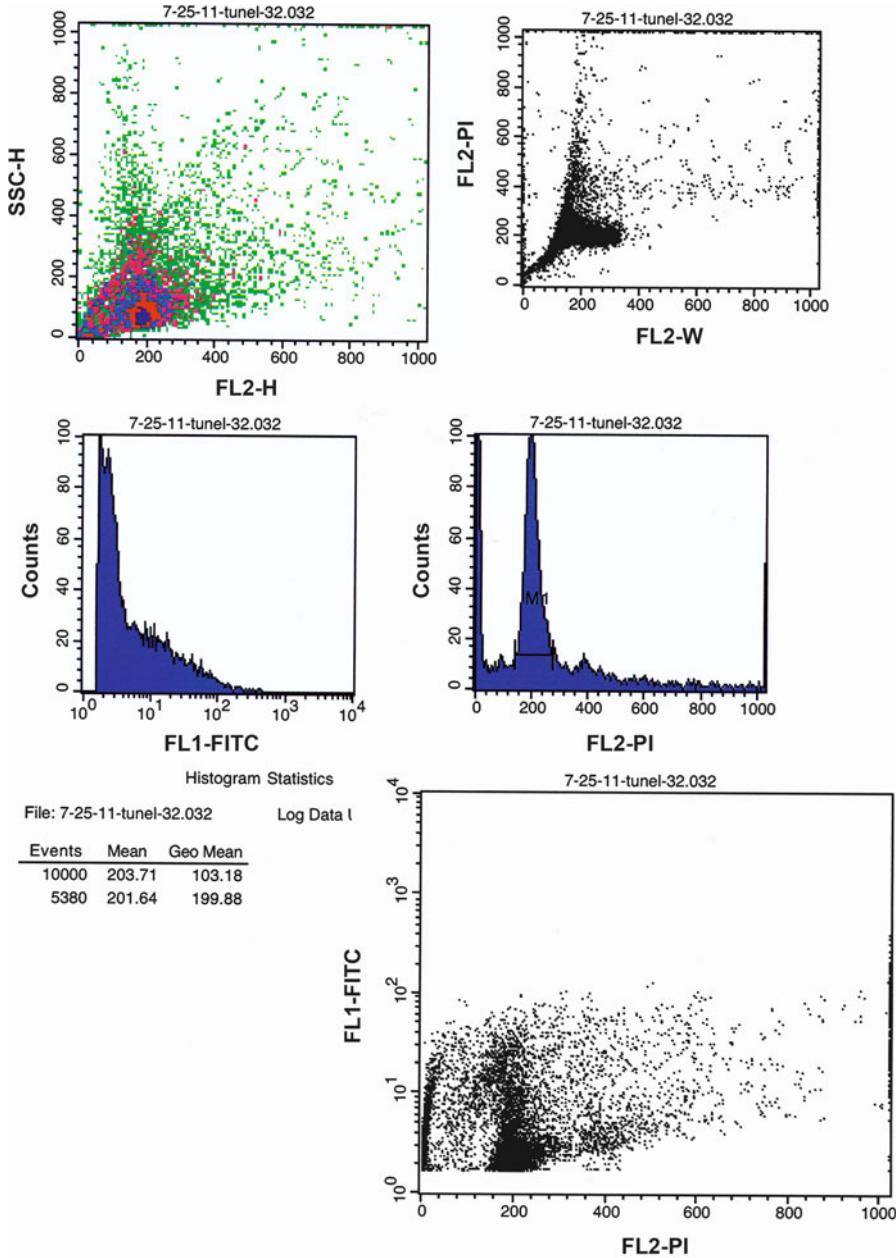 7-25-11-tunel-32.032
SSC-H
0 200 400 600 800 1000
0 200 400 600 800 1000
FL2-H
7-25-11-tunel-32.032
FL2-PI
0 200 400 600 800 1000
0 200 400 600 800 1000
FL2-W
7-25-11-tunel-32.032
Counts
0 20 40 60 80 100
10⁰ 10¹ 10² 10³ 10⁴
FL1-FITC
7-25-11-tunel-32.032
Counts
0 20 40 60 80 100
0 200 400 600 800 1000
FL2-PI
Histogram Statistics
File: 7-25-11-tunel-32.032 Log Data
Events Mean Geo Mean
10000 203.71 103.18
5380 201.64 199.88
7-25-11-tunel-32.032
FL1-FITC
10⁰ 10¹ 10² 10³ 10⁴
0 200 400 600 800 1000
FL2-PI